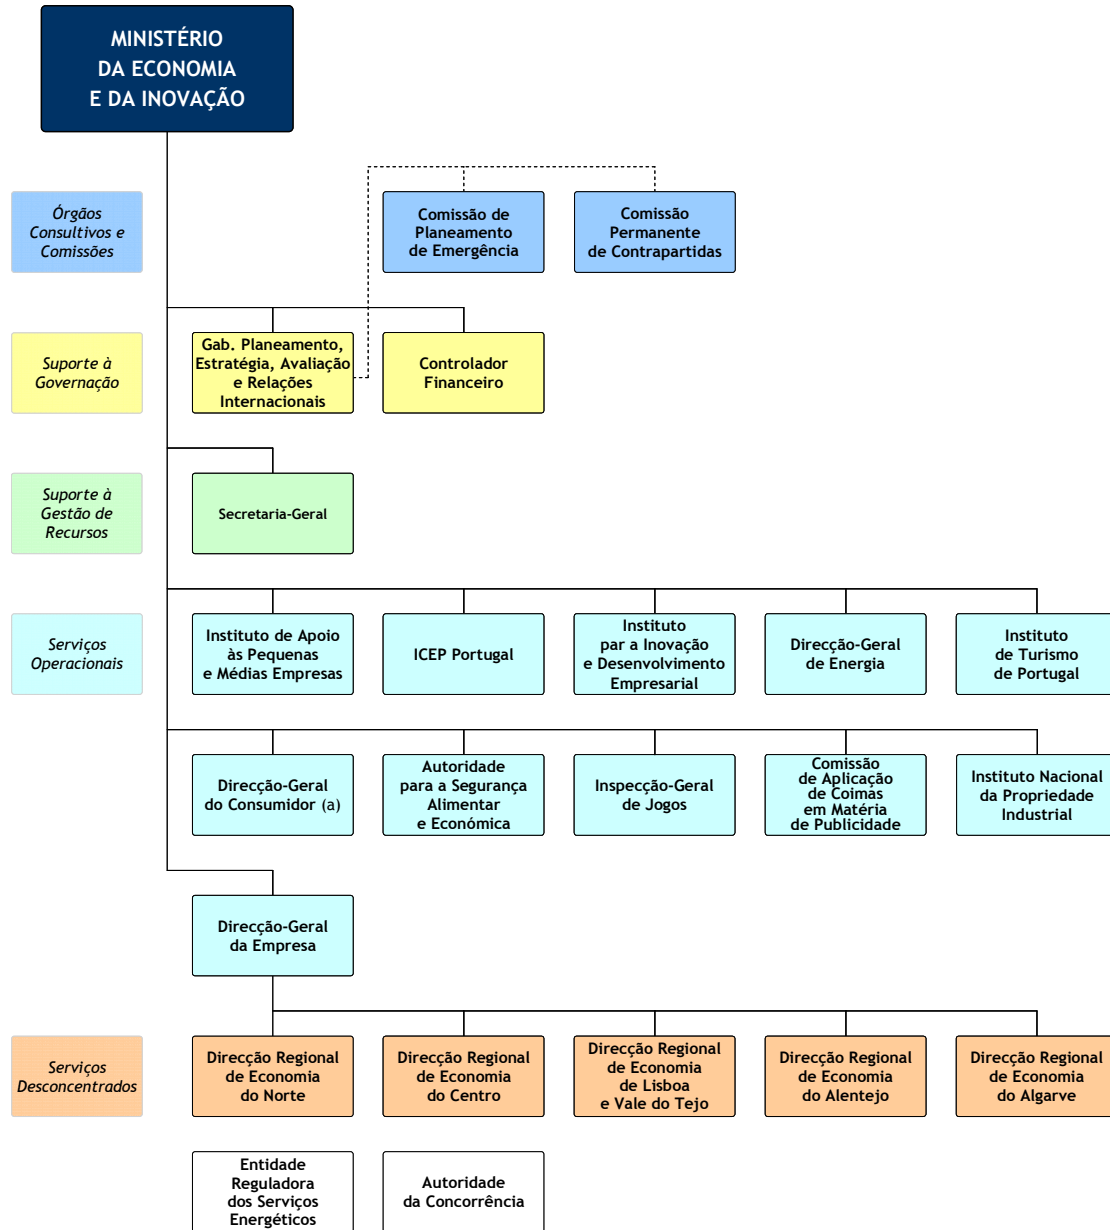 MINISTÉRIO
DA ECONOMIA
E DA INOVAÇÃO
Órgãos
Consultivos e
Comissões
Comissão de
Planeamento
de Emergência
Comissão
Permanente
de Contrapartidas
Suporte à
Governação
Gab. Planeamento,
Estratégia, Avaliação
e Relações
Internacionais
Controlador
Financeiro
Suporte à
Gestão de
Recursos
Secretaria-Geral
Serviços
Operacionais
Instituto de Apoio
às Pequenas
e Médias Empresas
ICEP Portugal
Instituto
par a Inovação
e Desenvolvimento
Empresarial
Direcção-Geral
de Energia
Instituto
de Turismo
de Portugal
Direcção-Geral
do Consumidor (a)
Autoridade
para a Segurança
Alimentar
e Económica
Inspecção-Geral
de Jogos
Comissão
de Aplicação
de Coimas
em Matéria
de Publicidade
Instituto Nacional
da Propriedade
Industrial
Direcção-Geral
da Empresa
Serviços
Desconcentrados
Direcção Regional
de Economia
do Norte
Direcção Regional
de Economia
do Centro
Direcção Regional
de Economia
de Lisboa
e Vale do Tejo
Direcção Regional
de Economia
do Alentejo
Direcção Regional
de Economia
do Algarve
Entidade
Reguladora
dos Serviços
Energéticos
Autoridade
da Concorrência